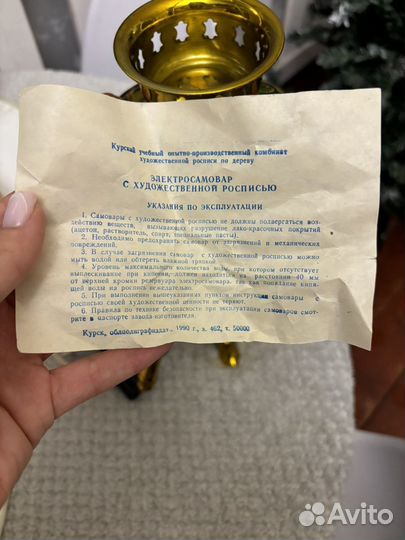 Курский учебный опытно-производственный комбинат
художественной росписи по дереву
ЭЛЕКТРОСАМОВАР
С ХУДОЖЕСТВЕННОЙ РОСПИСЬЮ
УКАЗАНИЯ ПО ЭКСПЛУАТАЦИИ
1. Самовары с художественной росписью не должны подвергаться воз-
действию веществ, вызывающих разрушение лако-красочных покрытий
(ацетон, растворитель, спирт, специальные пасты).
2. Необходимо предохранять самовар от загрязнений и механических
повреждений.
3. В случае загрязнения самовар с художественной росписью можно
мыть водой или обтереть влажной тряпкой.
4. Уровень максимального количества воды, при котором отсутствует
выплескивание при кипении, должен находиться на расстоянии 40 мм
от верхней кромки резервуара электросамовара, так как попадание кипя-
щей воды на роспись нежелательно.
5. При выполнении вышеуказанных пунктов инструкции самовары с
росписью своей художественной ценности не теряют.
6. Правила по технике безопасности при эксплуатации самоваров смот-
рите в паспорте завода изготовителя.
Курск, облполиграфиздат, 1990 г., з. 462, т. 50000
Avito